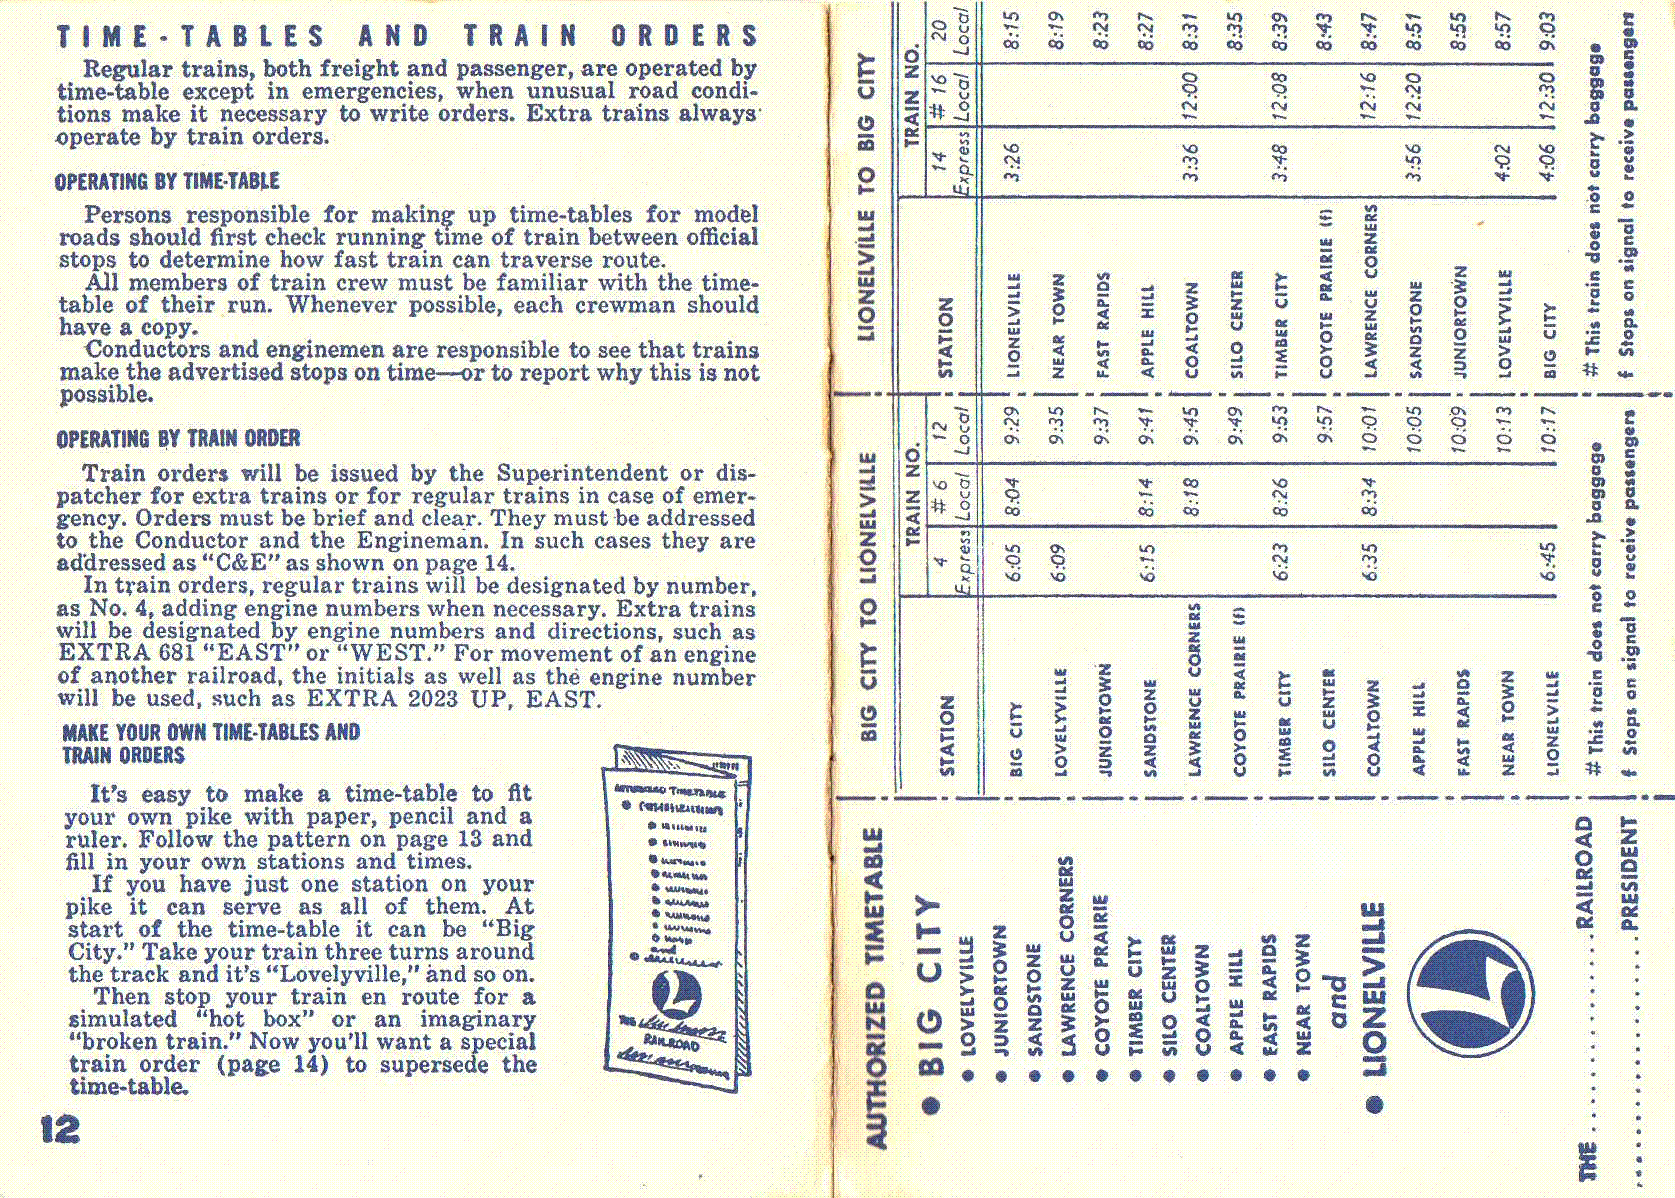 TIME-TABLES AND TRAIN ORDERS
Regular trains, both freight and passenger, are operated by
time-table except in emergencies, when unusual road condi-
tions make it necessary to write orders. Extra trains always
operate by train orders.
OPERATING BY TIME-TABLE
Persons responsible for making up time-tables for model
roads should first check running time of train between official
stops to determine how fast train can traverse route.
All members of train crew must be familiar with the time-
table of their run. Whenever possible, each crewman should
have a copy.
Conductors and enginemen are responsible to see that trains
make the advertised stops on time—or to report why this is not
possible.
OPERATING BY TRAIN ORDER
Train orders will be issued by the Superintendent or dis-
patcher for extra trains or for regular trains in case of emer-
gency. Orders must be brief and clear. They must be addressed
to the Conductor and the Engineman. In such cases they are
addressed as "C&E" as shown on page 14.
In train orders, regular trains will be designated by number,
as No. 4, adding engine numbers when necessary. Extra trains
will be designated by engine numbers and directions, such as
EXTRA 681 "EAST" or "WEST." For movement of an engine
of another railroad, the initials as well as the engine number
will be used, such as EXTRA 2023 UP, EAST.
MAKE YOUR OWN TIME-TABLES AND
TRAIN ORDERS
It's easy to make a time-table to fit
your own pike with paper, pencil and a
ruler. Follow the pattern on page 13 and
fill in your own stations and times.
If you have just one station on your
pike it can serve as all of them. At
start of the time-table it can be "Big
City." Take your train three turns around
the track and it's "Lovelyville," and so on.
Then stop your train en route for a
simulated "hot box" or an imaginary
"broken train." Now you'll want a special
train order (page 14) to supersede the
time-table.
AUTHORIZED TIMETABLE
THE
RAILROAD
12
AUTHORIZED TIMETABLE
• BIG CITY
• LOVELYVILLE
• JUNIORTOWN
• SANDSTONE
• LAWRENCE CORNERS
• COYOTE PRAIRIE
• TIMBER CITY
• SILO CENTER
• COALTOWN
• APPLE HILL
• EAST RAPIDS
• NEAR TOWN
and
• LIONELVILLE
L
THE..........RAILROAD
....................PRESIDENT
BIG CITY TO LIONELVILLE
TRAIN NO.
STATION 4 # 6 12
Express Local Local
BIG CITY 6:05 8:04 9:29
LOVELYVILLE 6:09 9:35
JUNIORTOWN 9:37
SANDSTONE 6:15 8:14 9:41
LAWRENCE CORNERS 8:18 9:45
COYOTE PRAIRIE (f) 9:49
TIMBER CITY 6:23 8:26 9:53
SILO CENTER 9:57
COALTOWN 6:35 8:34 10:01
APPLE HILL 10:05
FAST RAPIDS 10:09
NEAR TOWN 10:13
LIONELVILLE 6:45 10:17
# This train does not carry baggage
f Stops on signal to receive passengers
LIONELVILLE TO BIG CITY
TRAIN NO.
STATION 14 # 16 20
Express Local Local
LIONELVILLE 3:26 8:15
NEAR TOWN 8:19
FAST RAPIDS 8:23
APPLE HILL 8:27
COALTOWN 3:36 12:00 8:31
SILO CENTER 8:35
TIMBER CITY 3:48 12:08 8:39
COYOTE PRAIRIE (f) 8:43
LAWRENCE CORNERS 12:16 8:47
SANDSTONE 3:56 12:20 8:51
JUNIORTOWN 8:55
LOVELYVILLE 4:02 8:57
BIG CITY 4:06 12:30 9:03
# This train does not carry baggage
f Stops on signal to receive passengers